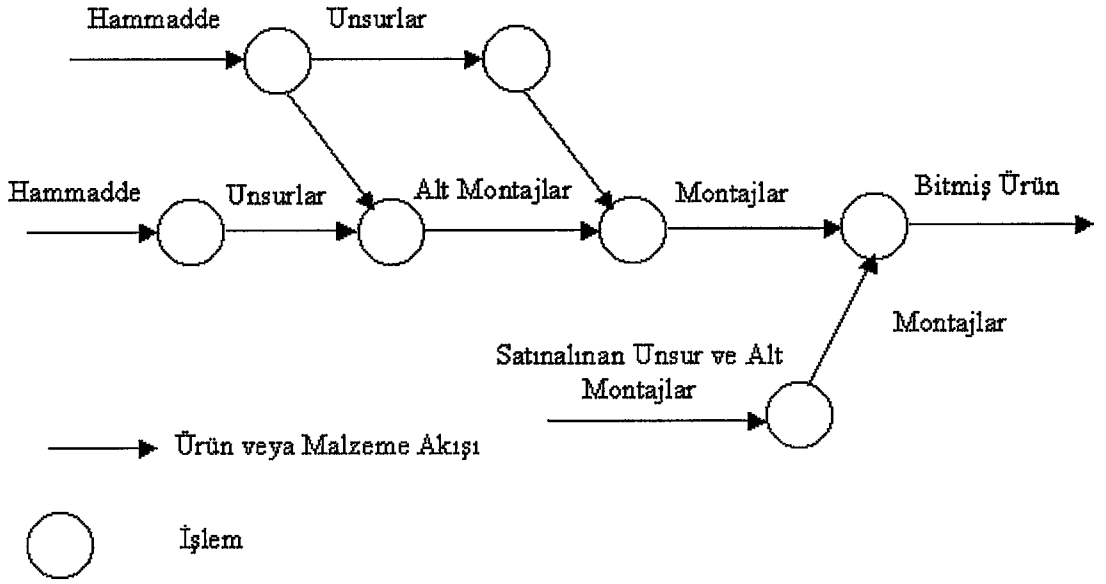 Hammadde
Unsurlar
Hammadde
Unsurlar
Alt Montajlar
Montajlar
Bitmiş Ürün
Montajlar
Satınalınan Unsur ve Alt
Montajlar
Ürün veya Malzeme Akışı
İşlem